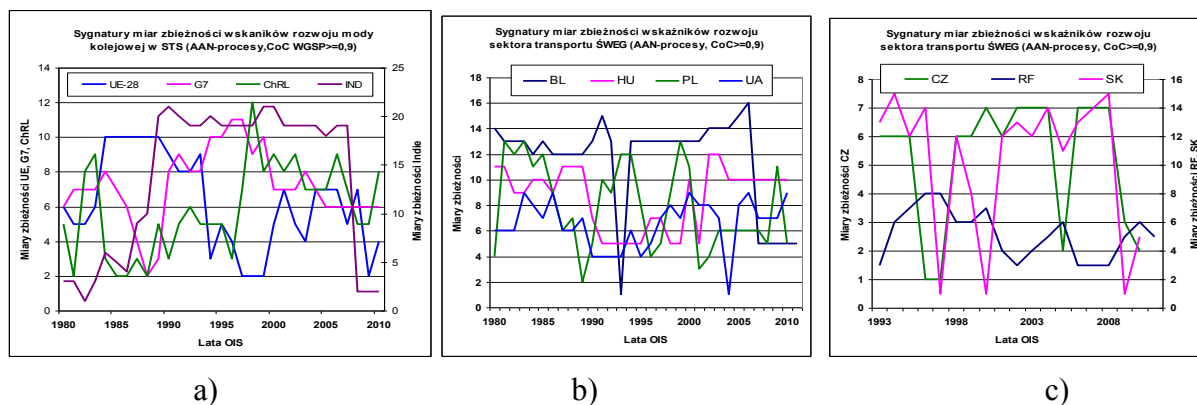 Sygnatury miar zbieżności wskaników rozwoju mody
kolejowej w STS (AAN-procesy,CoC WGSP>=0,9)
UE-28 G7 ChRL IND
Miary zbieżności UE, G7, ChRL
14
12
10
8
6
4
2
0
25
20
15
10
5
0
Miary zbieżności Indie
1980 1985 1990 1995 2000 2005 2010
Lata OIS
a)
Sygnatury miar zbieżności wskażników rozwoju
sektora transportu ŚWEG (AAN-procesy, CoC>=0,9)
BL HU PL UA
Miary zbieżności
18
16
14
12
10
8
6
4
2
0
1980 1985 1990 1995 2000 2005 2010
Lata OIS
b)
Sygnatury miar zbieżności wskażników rozwoju
sektora transportu ŚWEG (AAN-procesy, CoC>=0,9)
CZ RF SK
Miary zbieżności CZ
8
7
6
5
4
3
2
1
0
16
14
12
10
8
6
4
2
0
Miary zbieżności RF, SK
1993 1998 2003 2008
Lata OIS
c)